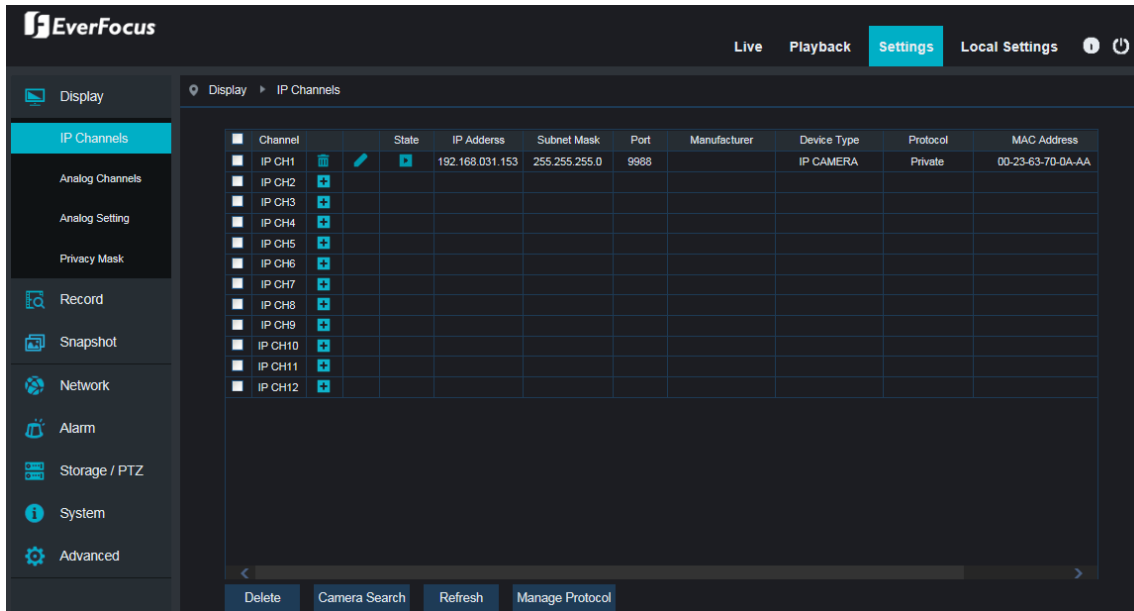 EverFocus
Live Playback Settings Local Settings
Display
Display IP Channels
IP Channels
Analog Channels
Analog Setting
Privacy Mask
Record
Snapshot
Network
Alarm
Storage / PTZ
System
Advanced
Channel State IP Adderss Subnet Mask Port Manufacturer Device Type Protocol MAC Address
IP CH1 192.168.031.153 255.255.255.0 9988 IP CAMERA Private 00-23-63-70-0A-AA
IP CH2
IP CH3
IP CH4
IP CH5
IP CH6
IP CH7
IP CH8
IP CH9
IP CH10
IP CH11
IP CH12
Delete Camera Search Refresh Manage Protocol